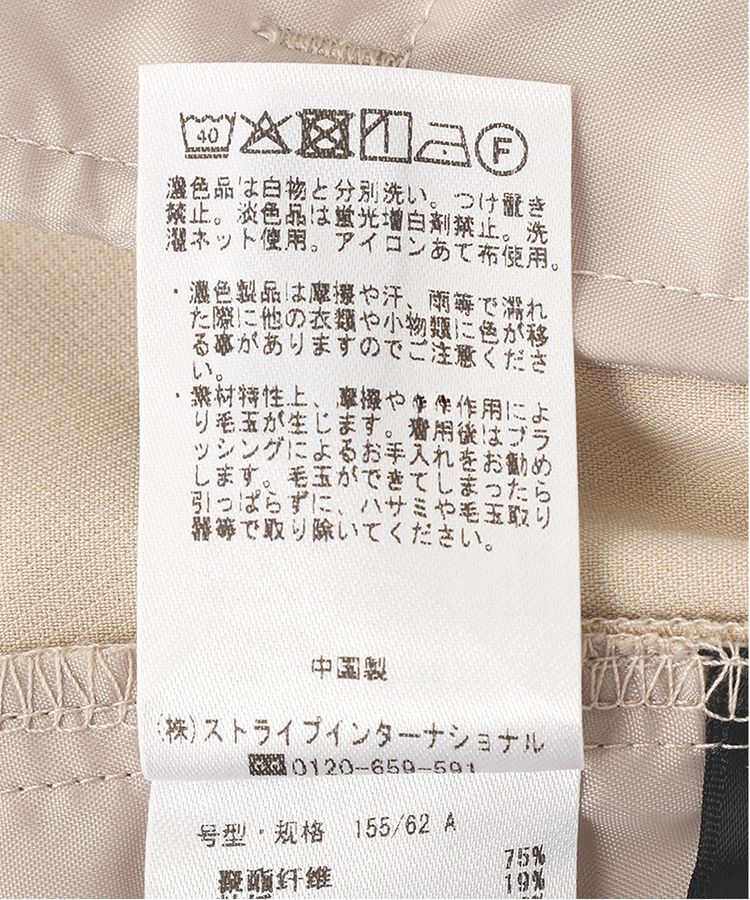 40
F
濃色品は白物と分別洗い。つけ置き
禁止。淡色品は蛍光増白剤禁止。洗
濯ネット使用。アイロンあて布使用。
・濃色製品は摩擦や汗、雨等で濡れ
た際に他の衣類や小物類に色が移
る事がありますのでご注意くださ
い。
・素材特性上、摩擦や 作用によ
り毛玉が生じます。着用後はブラ
ッシングによるお手入れをお勧め
します。毛玉ができてしまったら
引っぱらずに、ハサミや毛玉取り
器等で取り除いてください。
中国製
(株)ストライプインターナショナル
0120-659-591
号型・规格 155/62 A
75%
聚酯纤维 19%